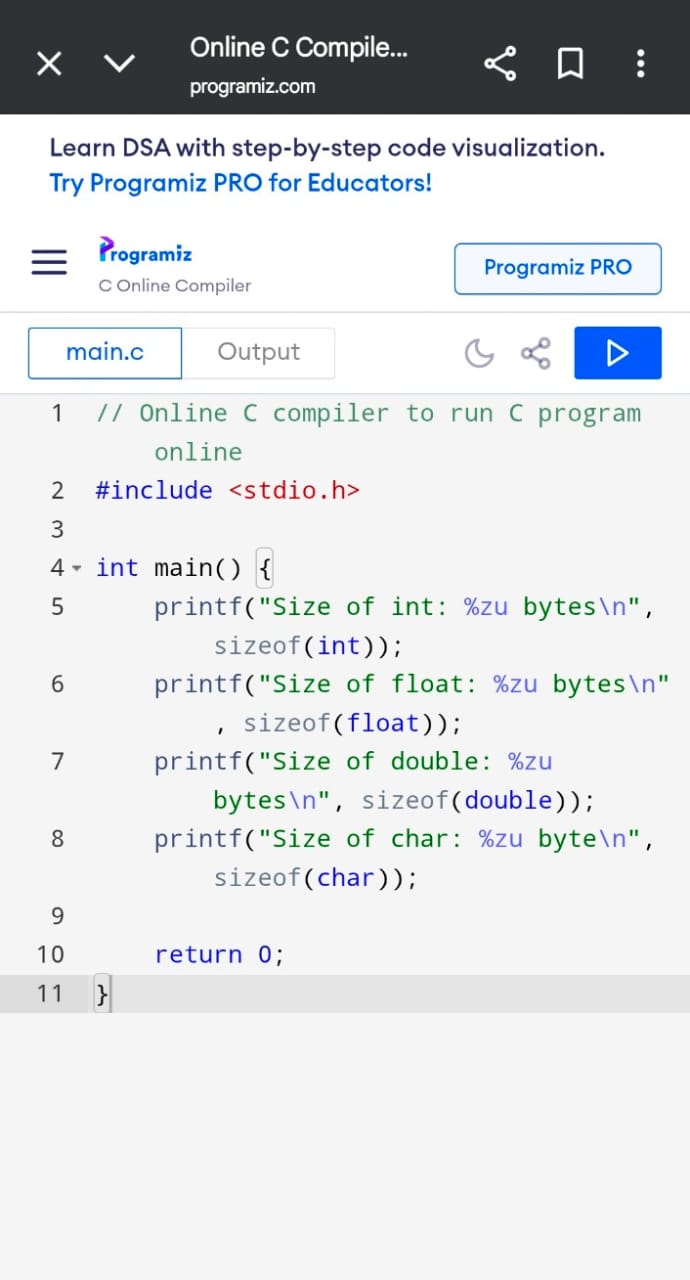 Online C Compile...
programiz.com
Learn DSA with step-by-step code visualization.
Try Programiz PRO for Educators!
Programiz
C Online Compiler
Programiz PRO
main.c
Output
1 // Online C compiler to run C program
online
2 #include <stdio.h>
3
4 int main() {
5 printf("Size of int: %zu bytes\n",
sizeof(int));
6 printf("Size of float: %zu bytes\n"
, sizeof(float));
7 printf("Size of double: %zu
bytes\n", sizeof(double));
8 printf("Size of char: %zu byte\n",
sizeof(char));
9
10 return 0;
11 }